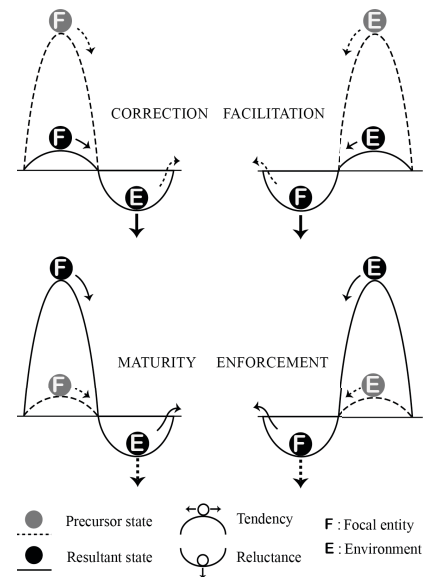 F E
CORRECTION FACILITATION
F E
E F
F E
MATURITY ENFORCEMENT
F E
E F
Precursor state Tendency F : Focal entity
Resultant state Reluctance E : Environment